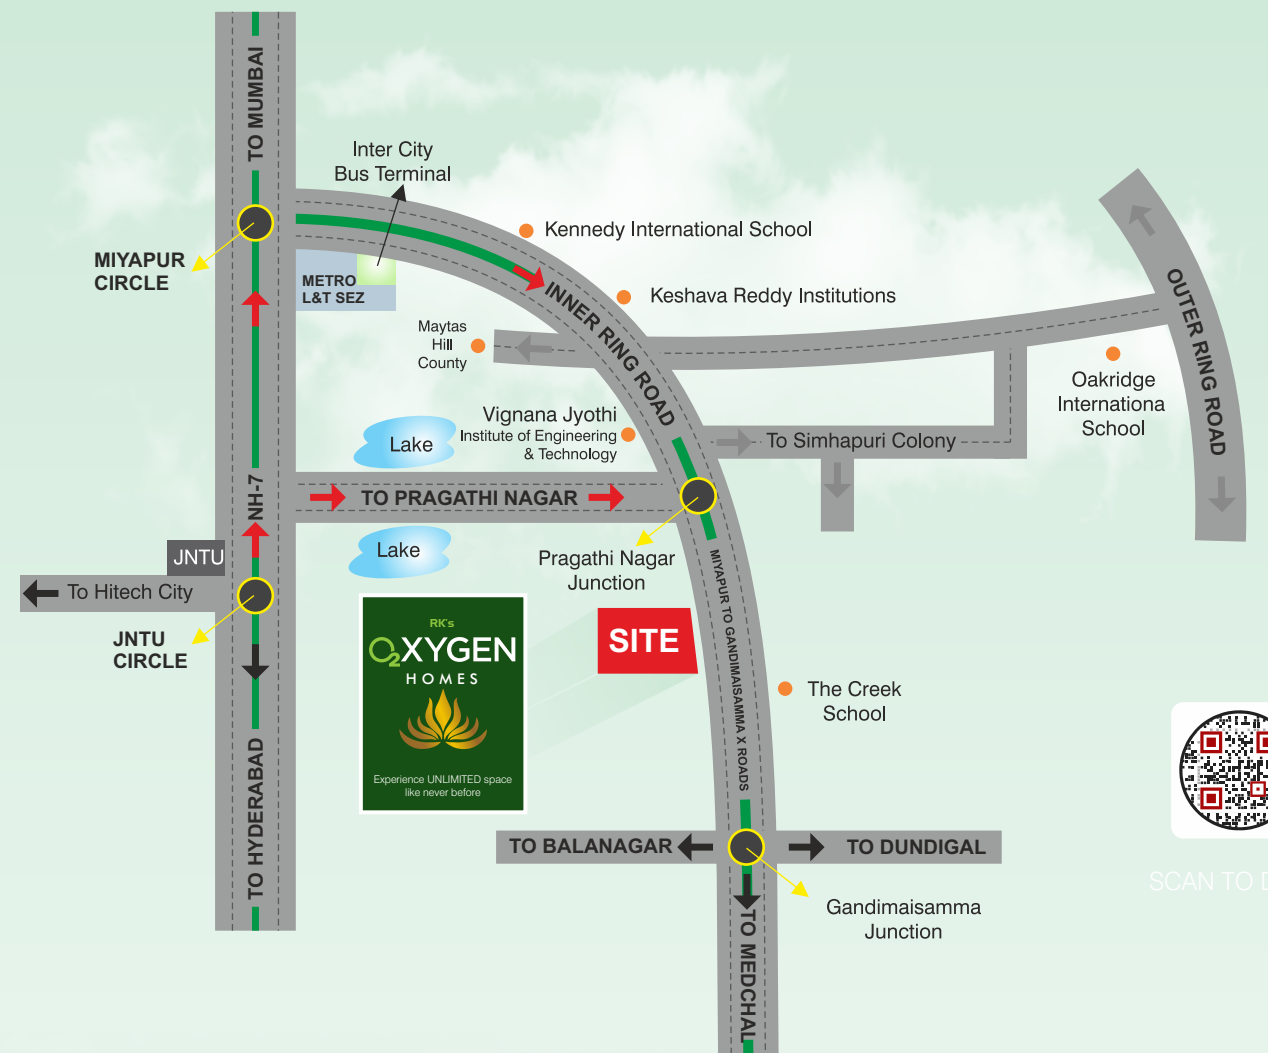 TO MUMBAI
Inter City
Bus Terminal
Kennedy International School
MIYAPUR
CIRCLE
METRO
L&T SEZ
INNER RING ROAD
Keshava Reddy Institutions
OUTER RING ROAD
Maytas
Hill
County
Oakridge
Internationa
School
Vignana Jyothi
Institute of Engineering
& Technology
To Simhapuri Colony
Lake
NH-7
TO PRAGATHI NAGAR
JNTU
Lake
Pragathi Nagar
Junction
To Hitech City
JNTU
CIRCLE
MIYAPUR TO GANDIMAISAMMA X ROADS
RK's
O2XYGEN
HOMES
Experience UNLIMITED space
like never before
SITE
The Creek
School
TO HYDERABAD
TO BALANAGAR
TO DUNDIGAL
Gandimaisamma
Junction
TO MEDCHAL
SCAN TO